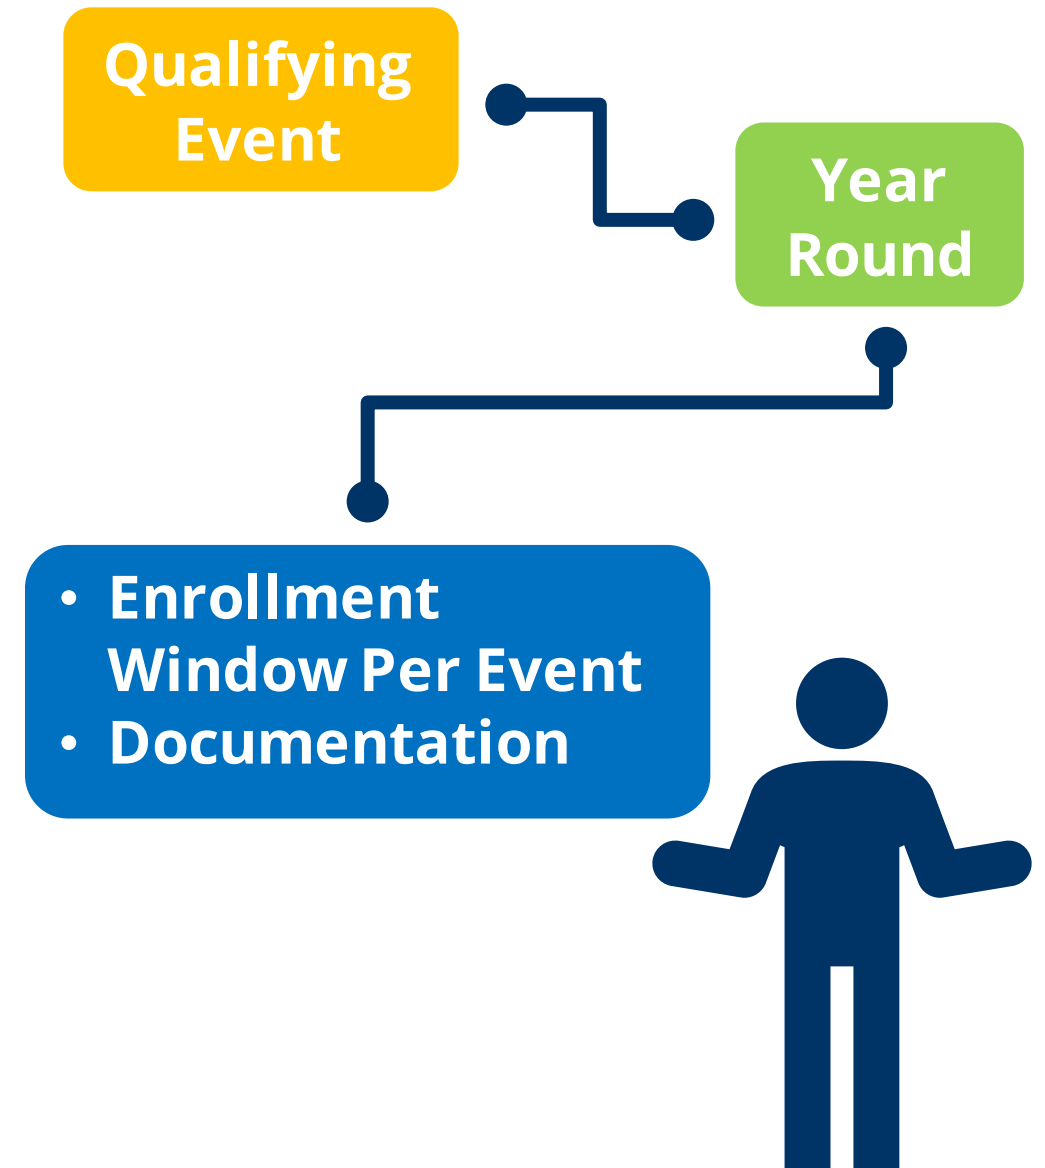 Qualifying
Event
Year
Round
• Enrollment
Window Per Event
• Documentation